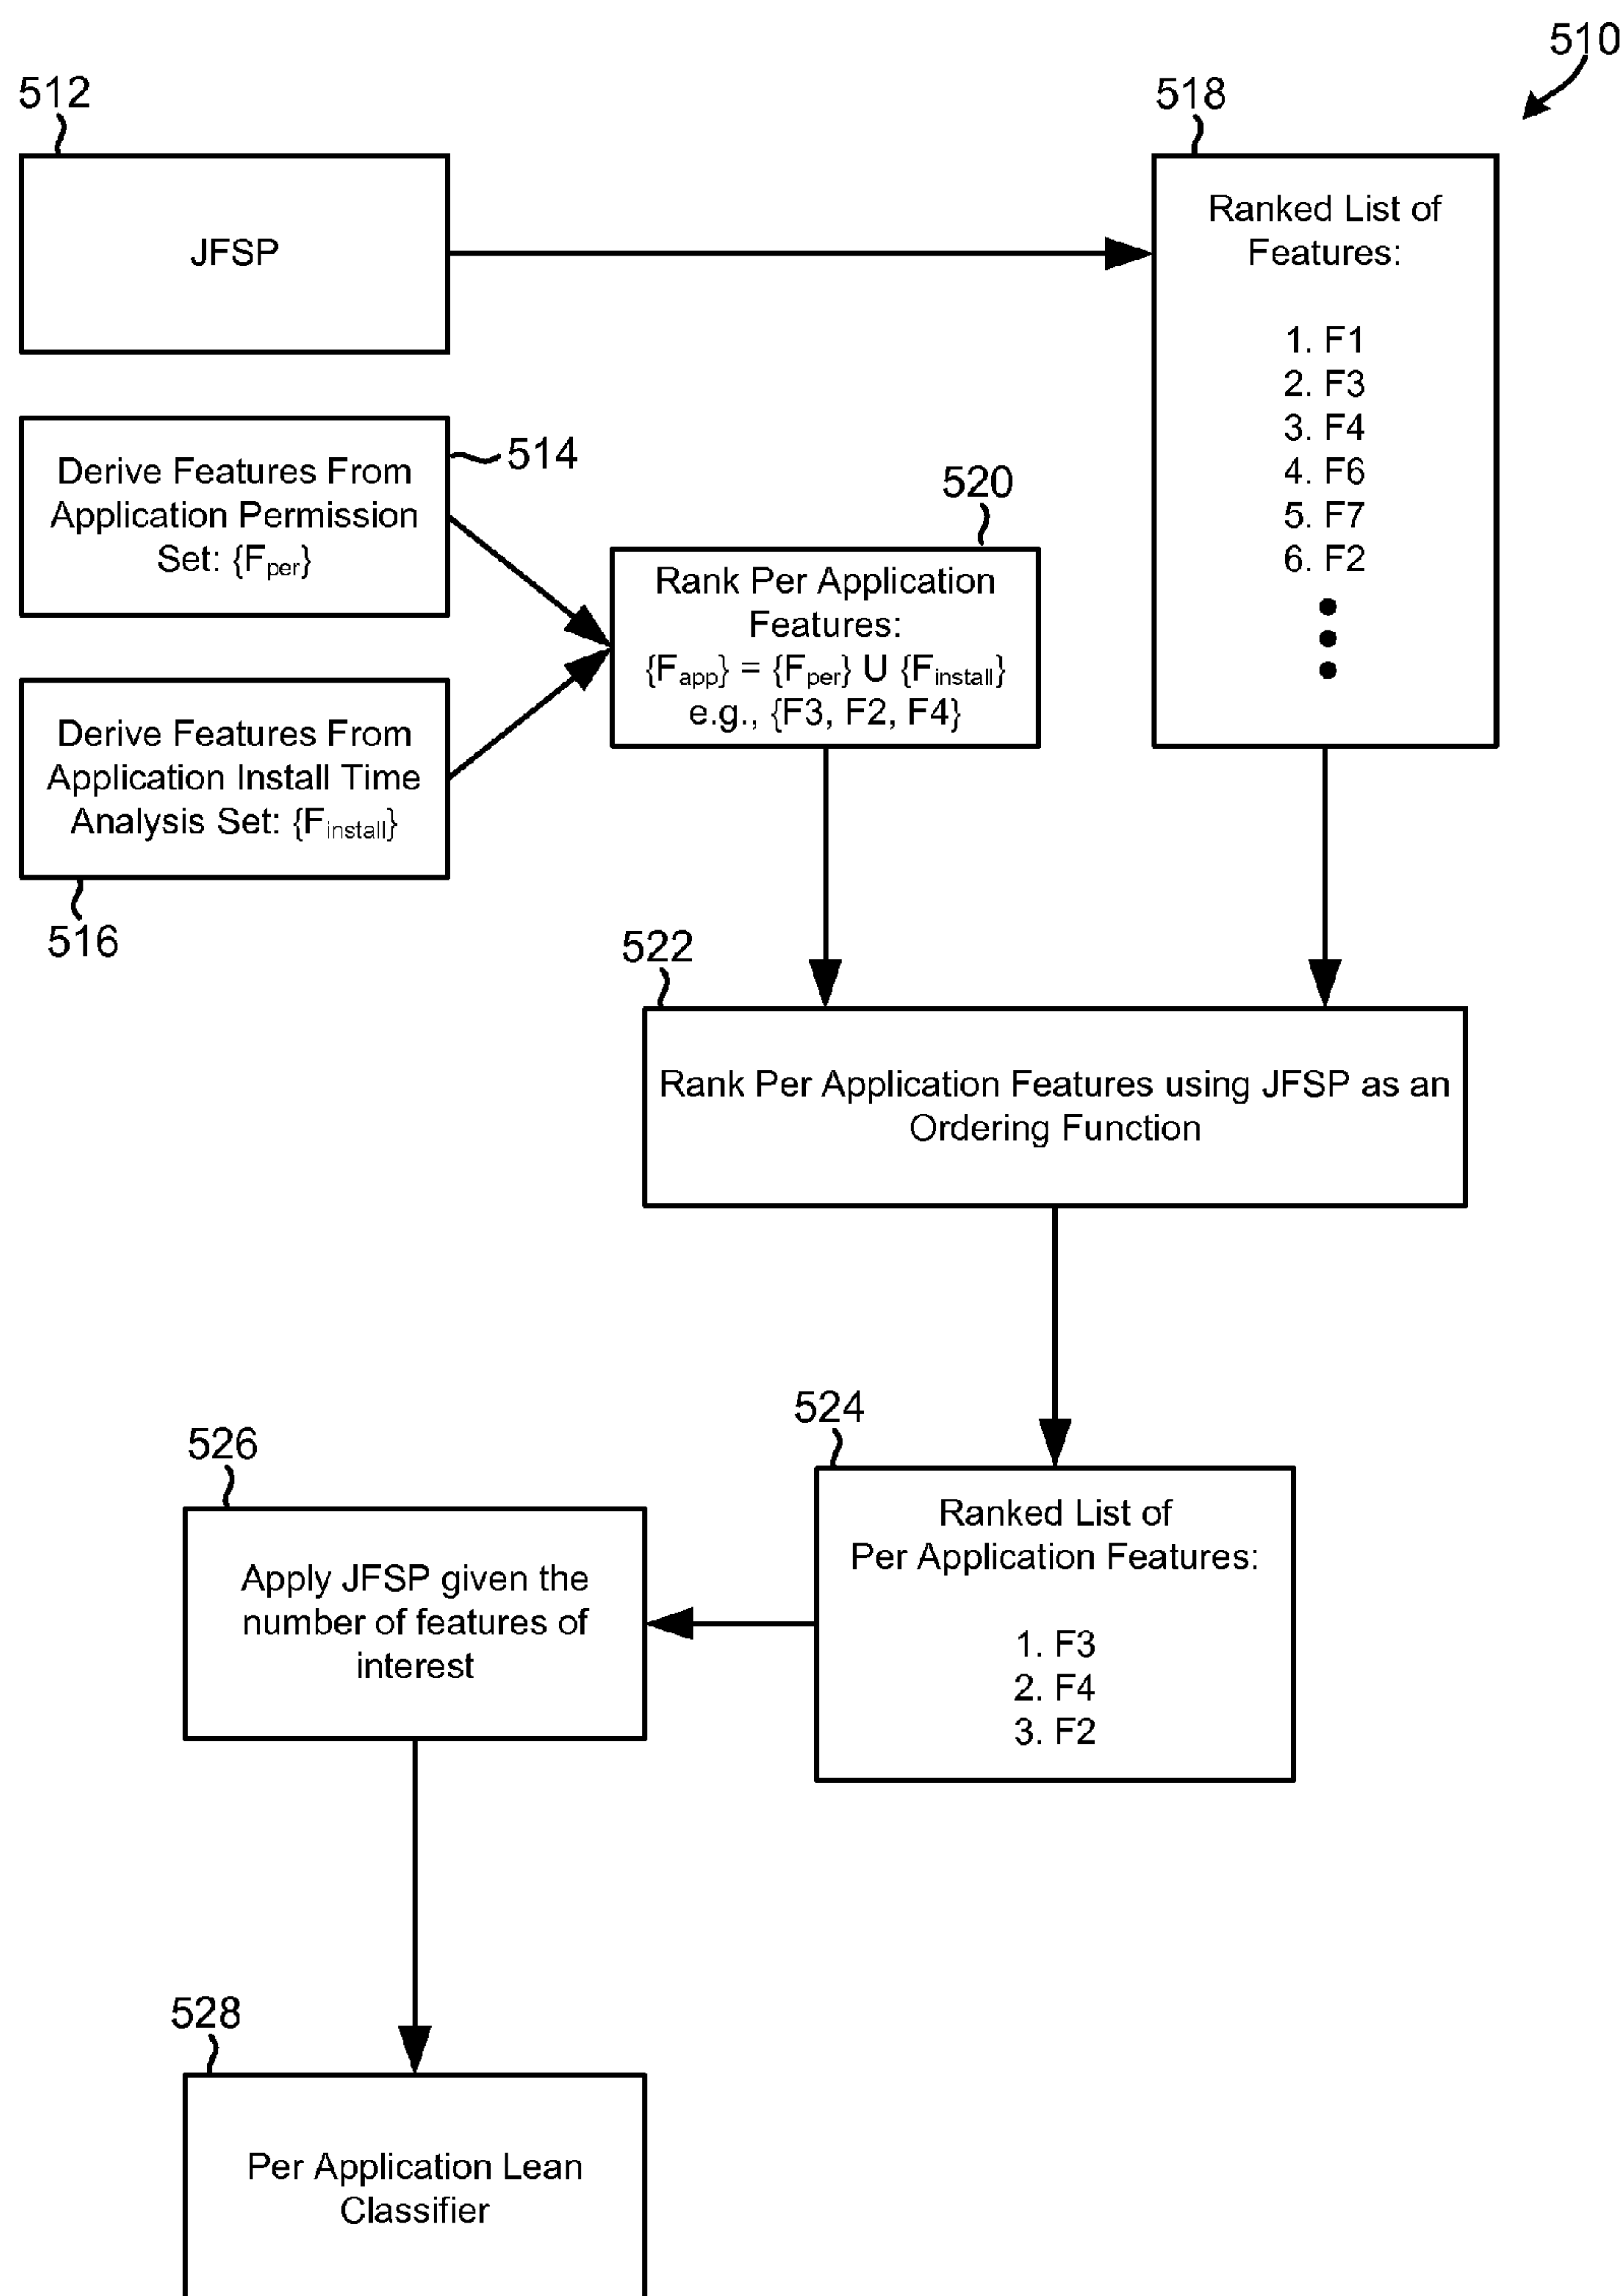 510
512
JFSP
518
Ranked List of
Features:
1. F1
2. F3
3. F4
4. F6
5. F7
6. F2
514
Derive Features From
Application Permission
Set: {Fper}
516
Derive Features From
Application Install Time
Analysis Set: {Finstall}
520
Rank Per Application
Features:
{Fapp} = {Fper} U {Finstall}
e.g., {F3, F2, F4}
522
Rank Per Application Features using JFSP as an
Ordering Function
524
Ranked List of
Per Application Features:
1. F3
2. F4
3. F2
526
Apply JFSP given the
number of features of
interest
528
Per Application Lean
Classifier